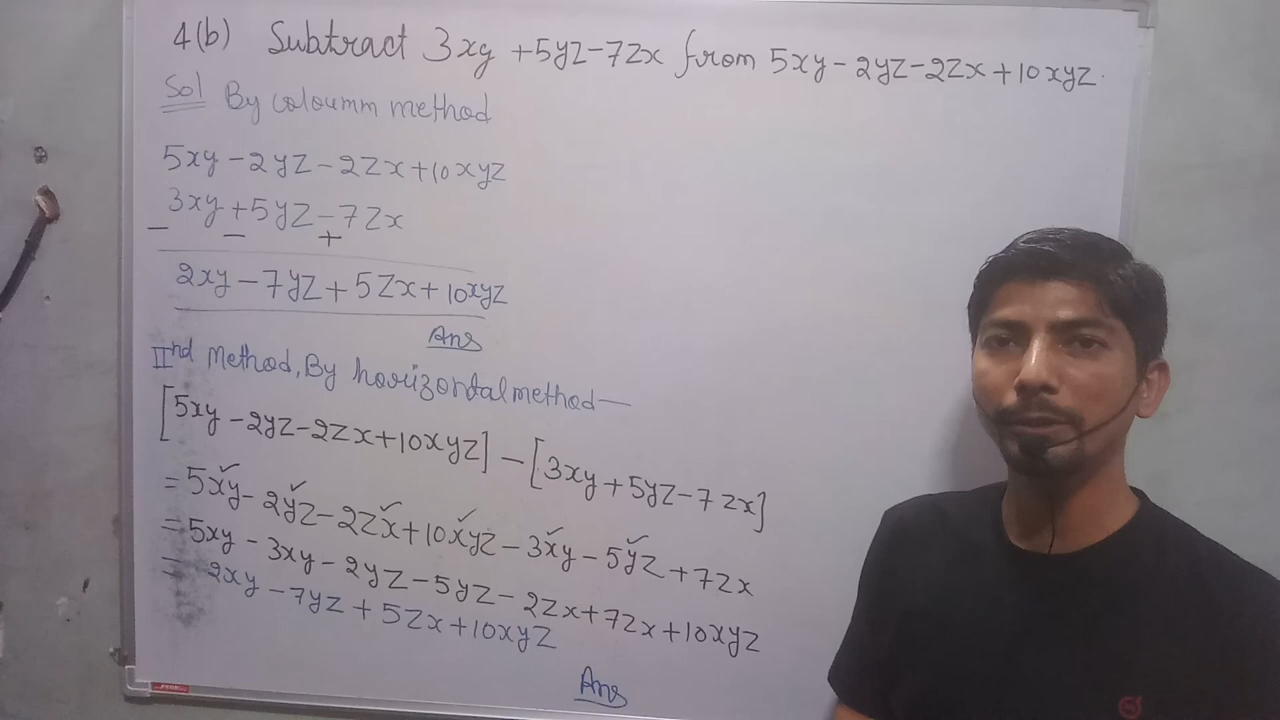 4(b) Subtract 3xy +5yz-7zx from 5xy-2yz-2zx+10xyz.
Sol By coloumm method
5xy-2yz-2zx+10xyz
3xy+5yz-7zx
- - +
2xy-7yz+5zx+10xyz
Ans
IInd Method, By horizontal method-
[5xy-2yz-2zx+10xyz]-[3xy+5yz-7zx]
=5xy-2yz-2zx+10xyz-3xy-5yz+7zx
=5xy-3xy-2yz-5yz-2zx+7zx+10xyz
= 2xy-7yz+5zx+10xyz
Ans